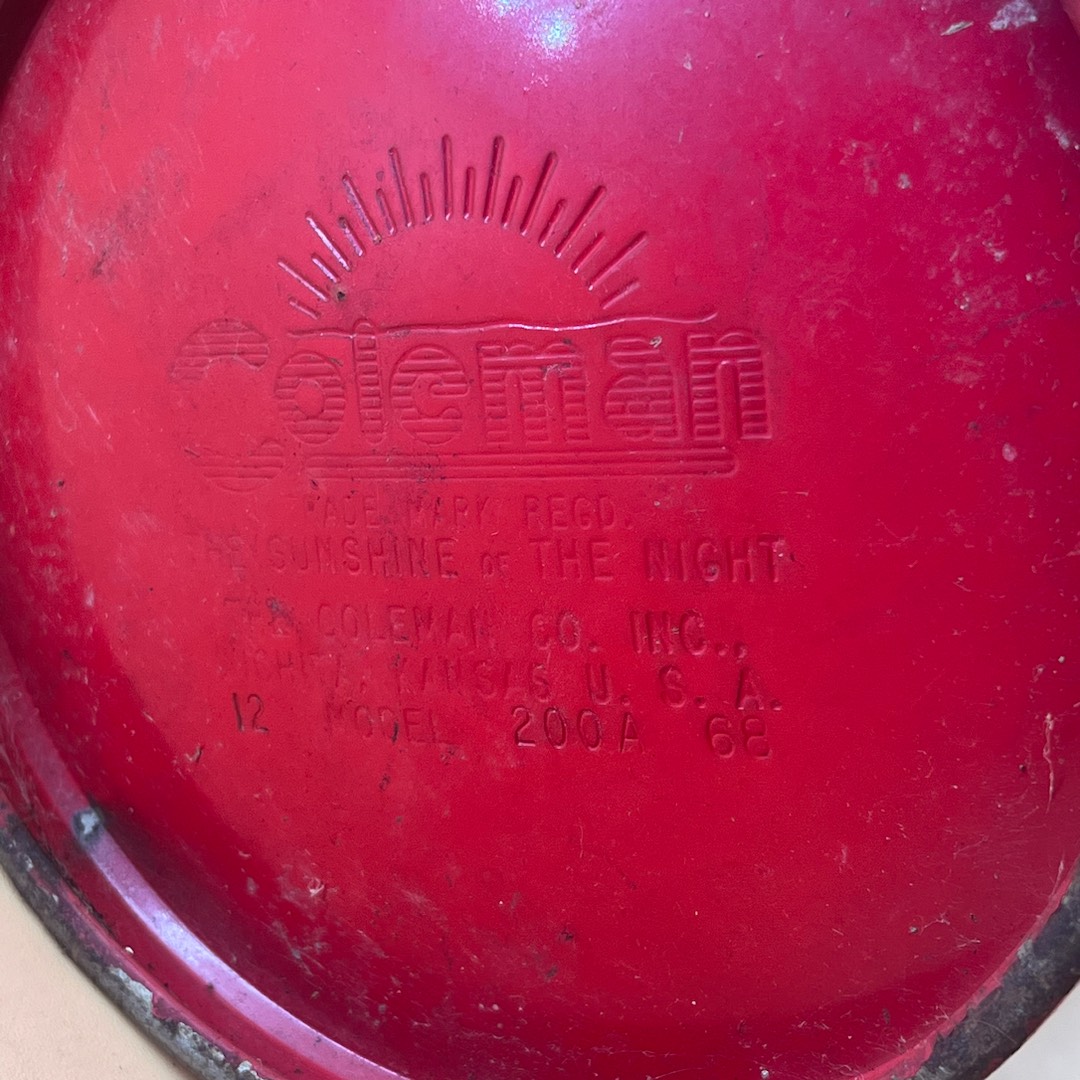 Coleman
TRADE MARK REGD.
THE SUNSHINE OF THE NIGHT
THE COLEMAN CO. INC.,
WICHITA, KANSAS U. S. A.
12 MODEL 200A 68